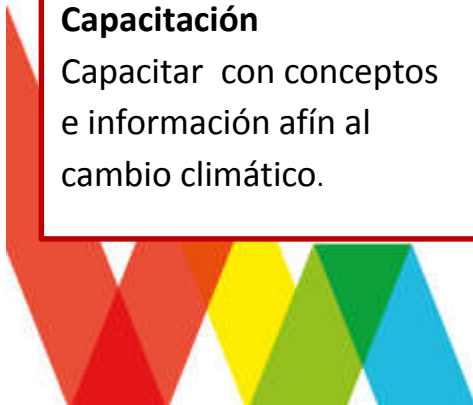 Capacitación
Capacitar  con conceptos
e información afín al
cambio climático.